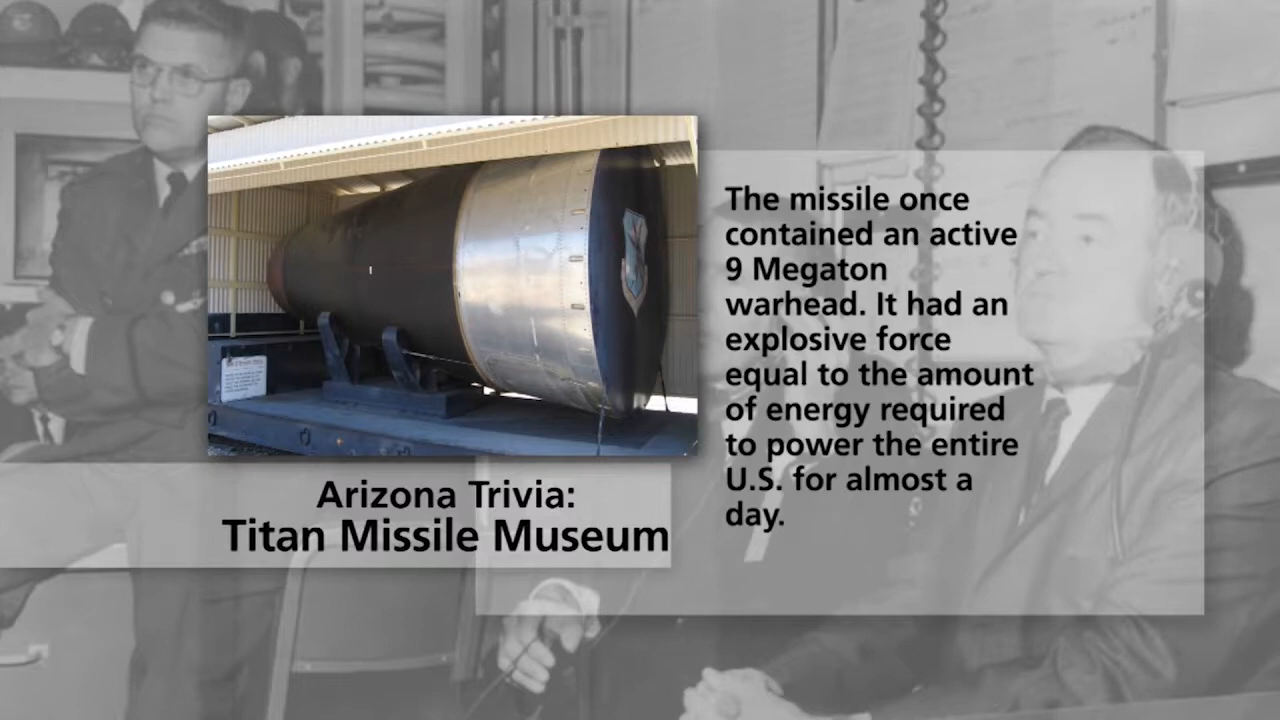 The missile once
contained an active
9 Megaton
warhead. It had an
explosive force
equal to the amount
of energy required
to power the entire
U.S. for almost a
day.
Arizona Trivia:
Titan Missile Museum